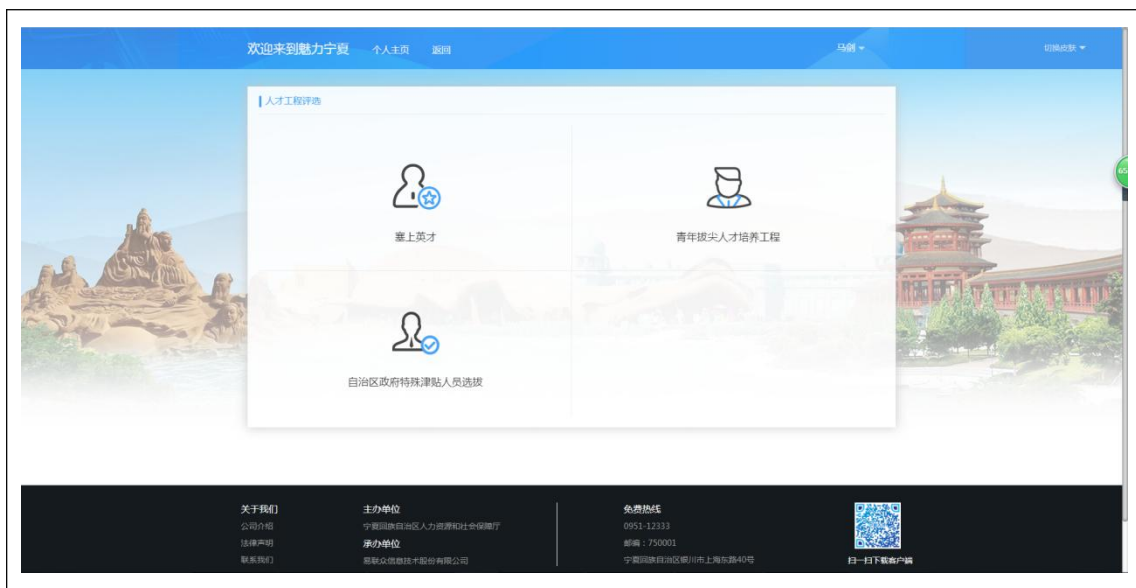 欢迎来到魅力宁夏 个人主页 返回 马剑 切换皮肤
人才工程评选
65
塞上英才 青年拔尖人才培养工程
自治区政府特殊津贴人员选拔
关于我们 主办单位 免费热线
公司介绍 宁夏回族自治区人力资源和社会保障厅 0951-12333
法律声明 承办单位 邮编：750001
联系我们 易联众信息技术股份有限公司 宁夏回族自治区银川市上海东路40号
扫一扫下载客户端